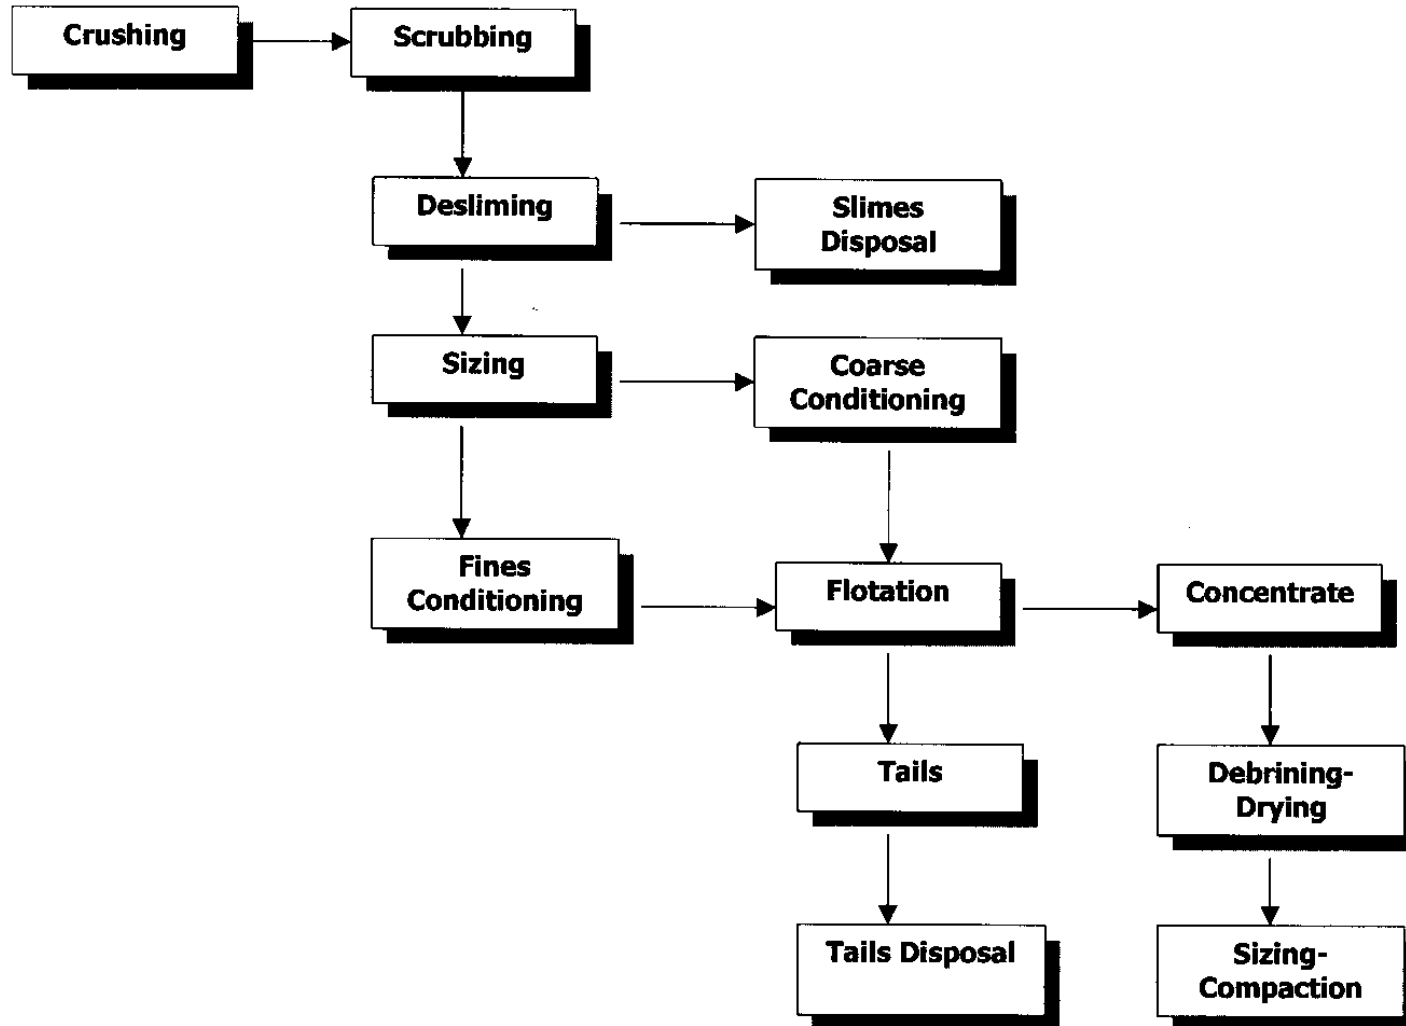 Crushing
Scrubbing
Desliming
Slimes
Disposal
Sizing
Coarse
Conditioning
Fines
Conditioning
Flotation
Concentrate
Tails
Debrining-
Drying
Tails Disposal
Sizing-
Compaction